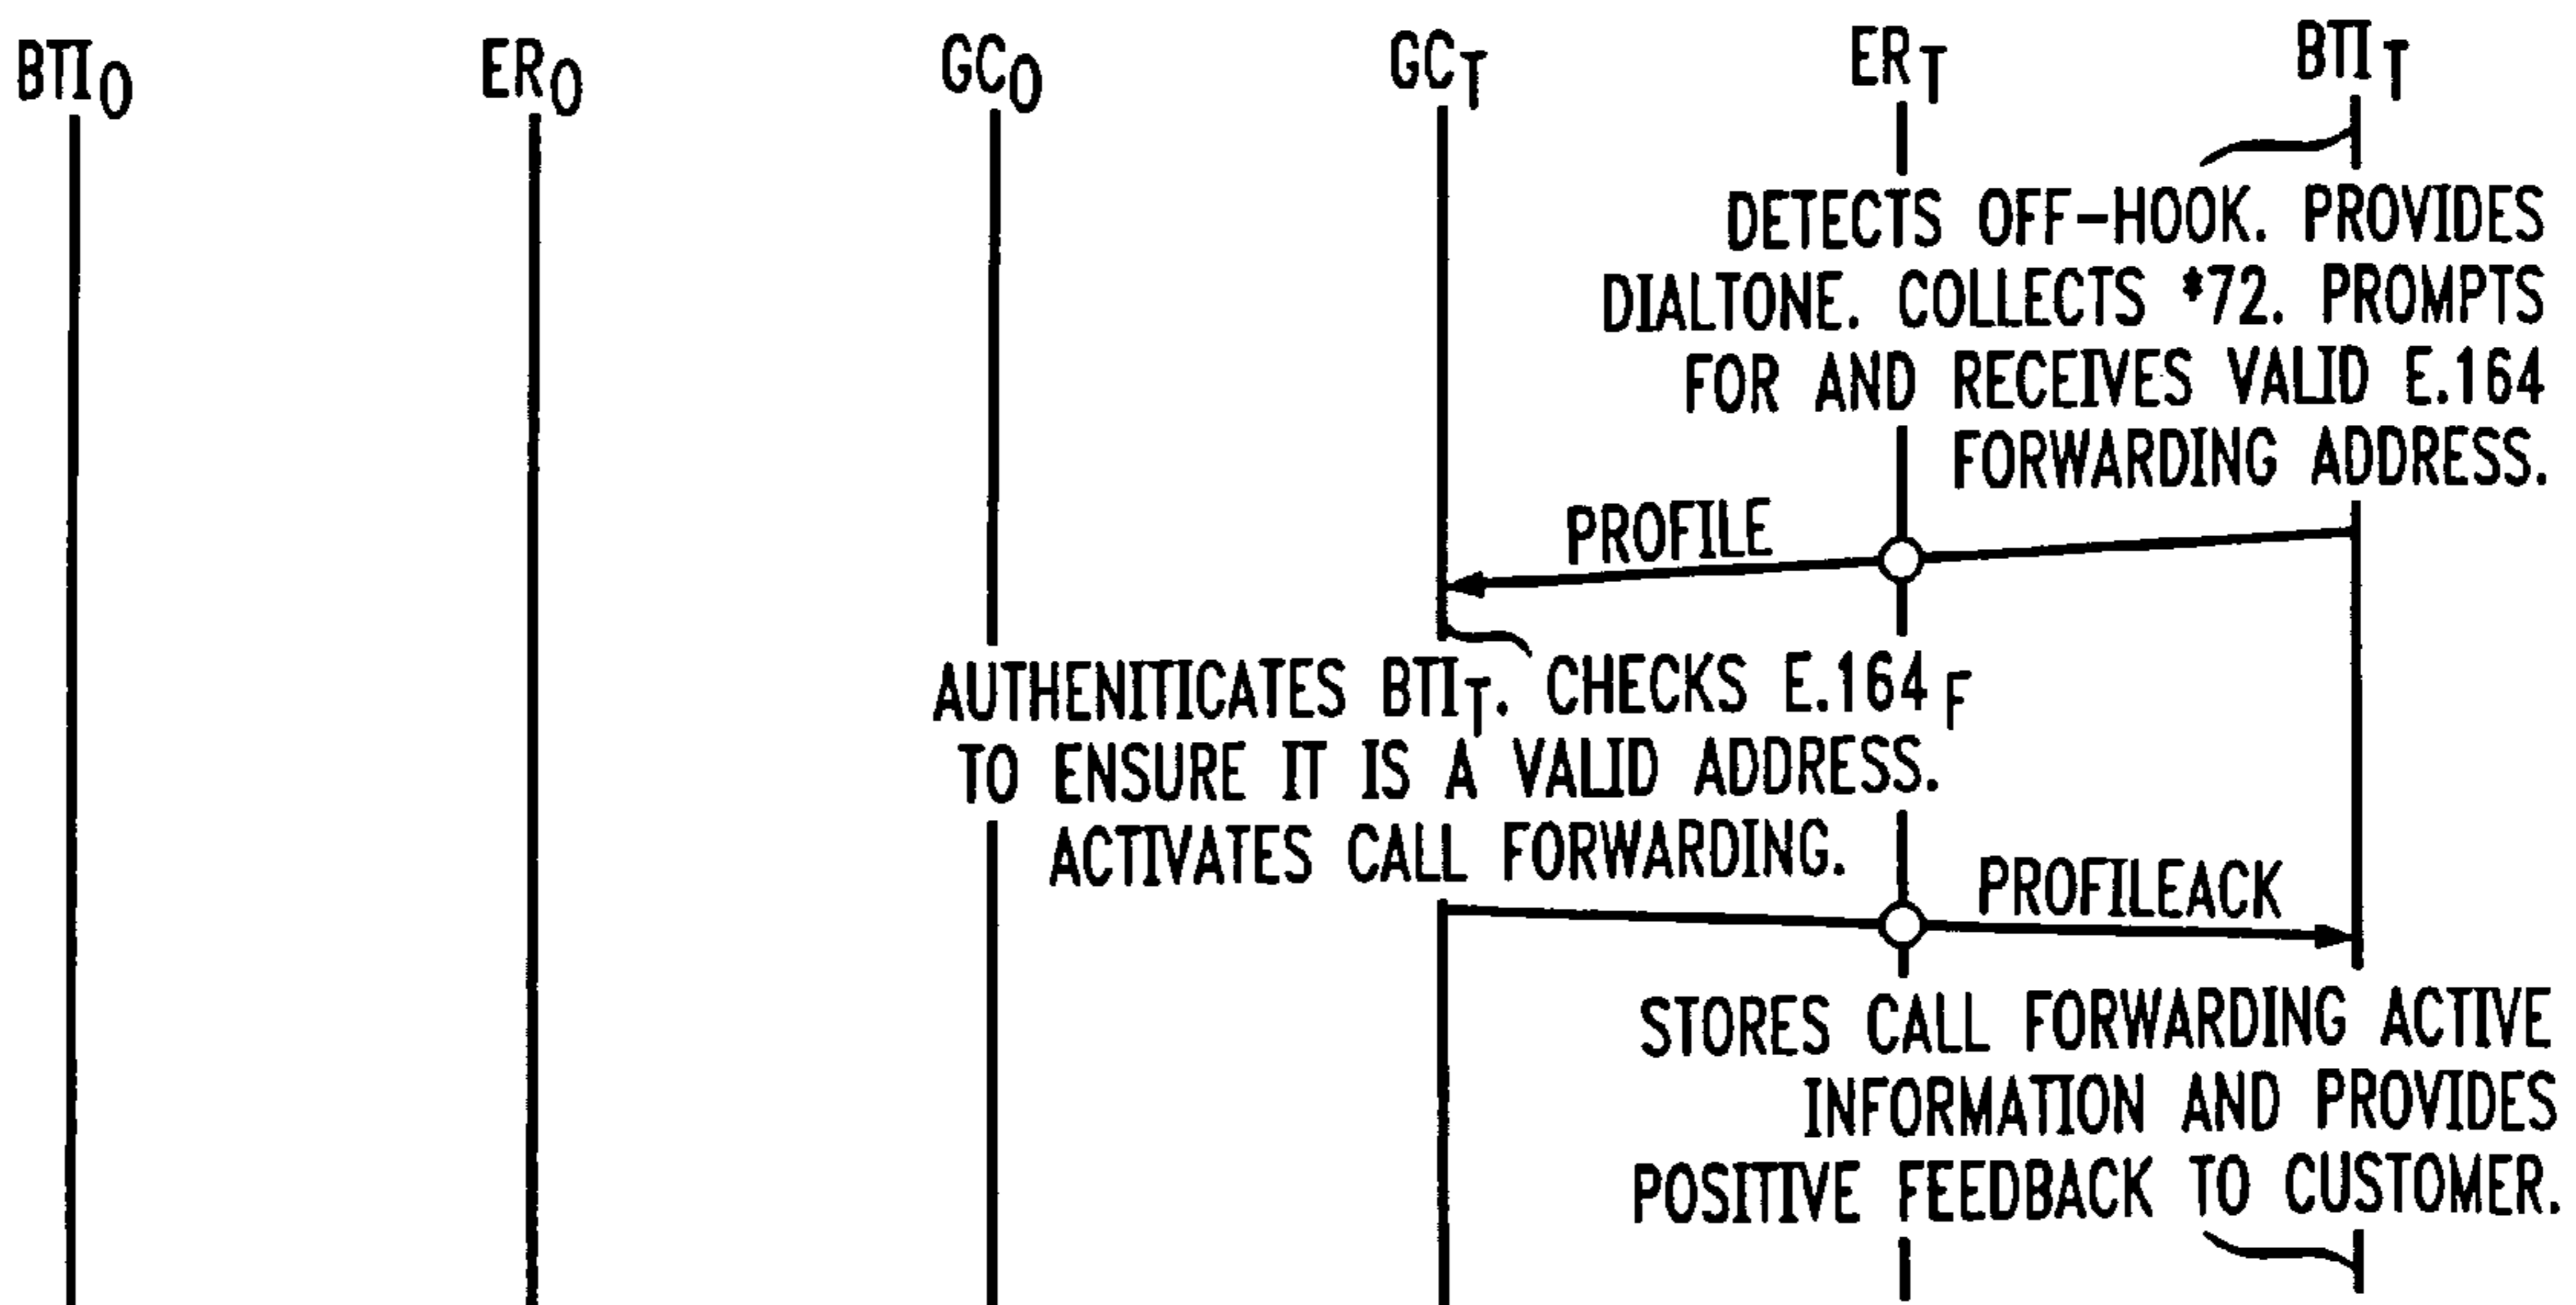 BTI₀ ER₀ GC₀ GCT ERT BTIT
DETECTS OFF-HOOK. PROVIDES
DIALTONE. COLLECTS *72. PROMPTS
FOR AND RECEIVES VALID E.164
FORWARDING ADDRESS.
PROFILE
AUTHENITICATES BTIT. CHECKS E.164 F
TO ENSURE IT IS A VALID ADDRESS.
ACTIVATES CALL FORWARDING.
PROFILEACK
STORES CALL FORWARDING ACTIVE
INFORMATION AND PROVIDES
POSITIVE FEEDBACK TO CUSTOMER.